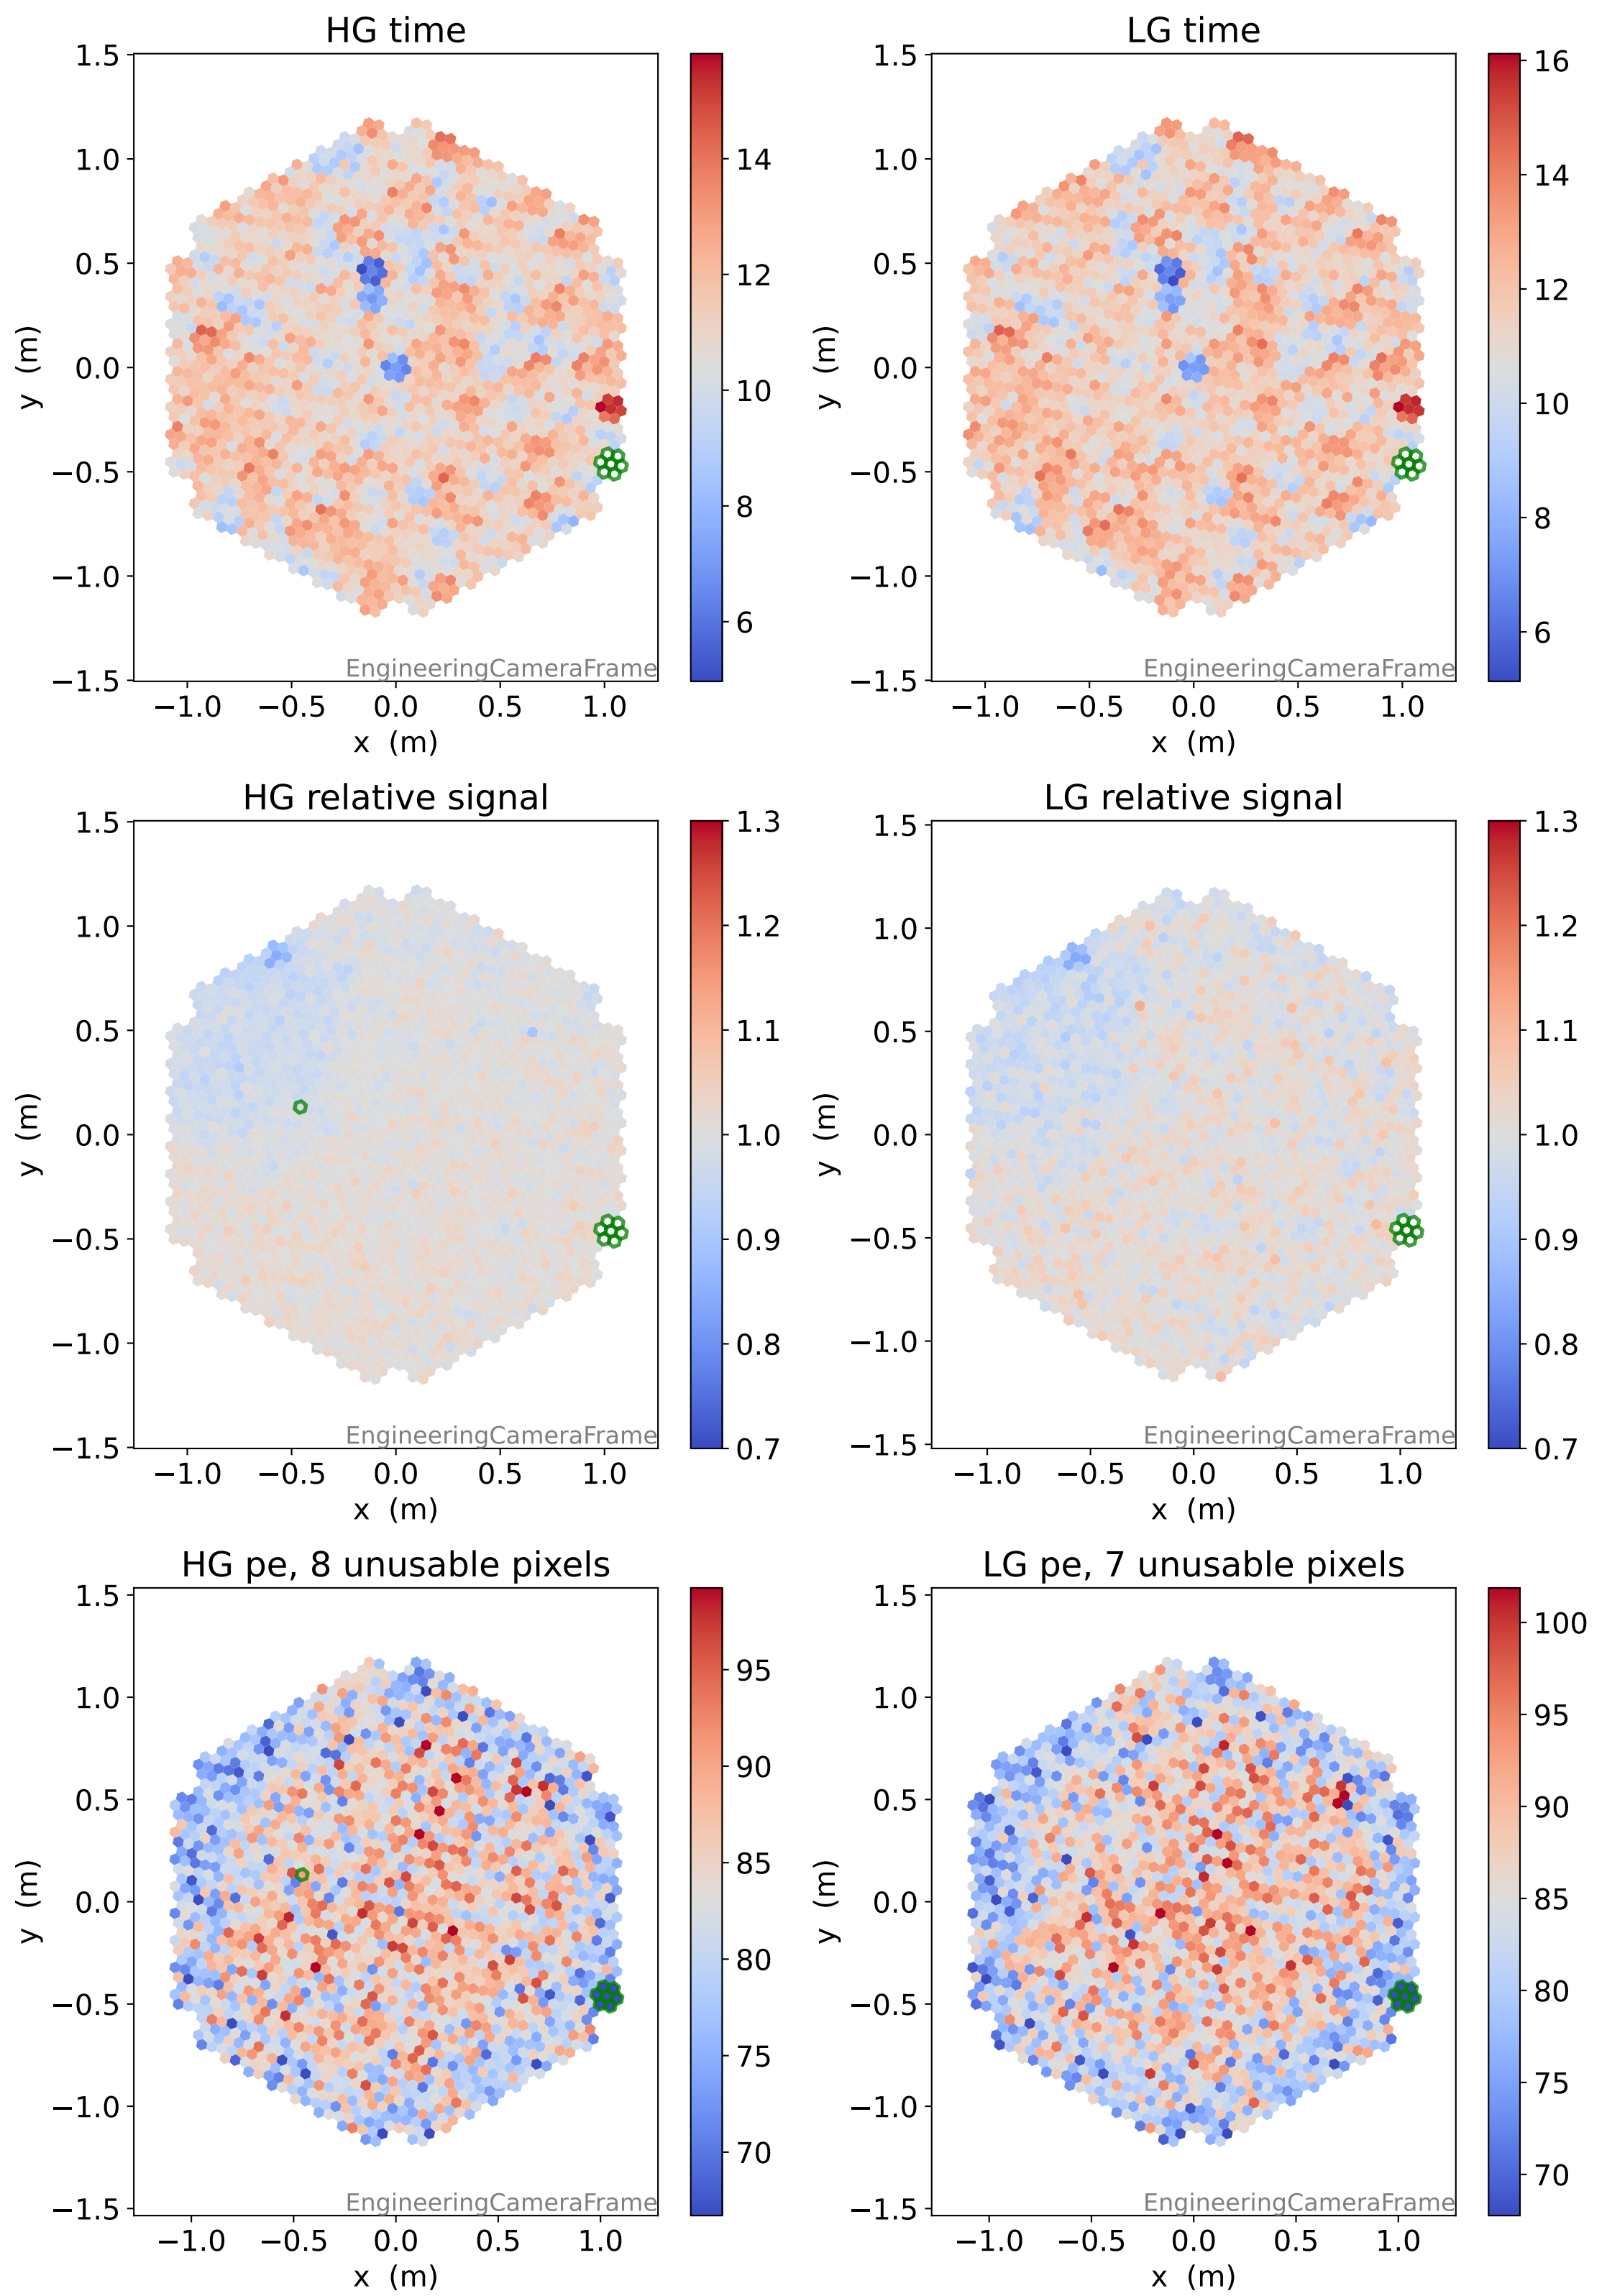 HG time
1.5
1.0
0.5
0.0
−0.5
−1.0
−1.5
y (m)
−1.0 −0.5 0.0 0.5 1.0
x (m)
EngineeringCameraFrame
14
12
10
8
6
LG time
1.5
1.0
0.5
0.0
−0.5
−1.0
−1.5
y (m)
−1.0 −0.5 0.0 0.5 1.0
x (m)
EngineeringCameraFrame
16
14
12
10
8
6
HG relative signal
1.5
1.0
0.5
0.0
−0.5
−1.0
−1.5
y (m)
−1.0 −0.5 0.0 0.5 1.0
x (m)
EngineeringCameraFrame
1.3
1.2
1.1
1.0
0.9
0.8
0.7
LG relative signal
1.5
1.0
0.5
0.0
−0.5
−1.0
−1.5
y (m)
−1.0 −0.5 0.0 0.5 1.0
x (m)
EngineeringCameraFrame
1.3
1.2
1.1
1.0
0.9
0.8
0.7
HG pe, 8 unusable pixels
1.5
1.0
0.5
0.0
−0.5
−1.0
−1.5
y (m)
−1.0 −0.5 0.0 0.5 1.0
x (m)
EngineeringCameraFrame
95
90
85
80
75
70
LG pe, 7 unusable pixels
1.5
1.0
0.5
0.0
−0.5
−1.0
−1.5
y (m)
−1.0 −0.5 0.0 0.5 1.0
x (m)
EngineeringCameraFrame
100
95
90
85
80
75
70